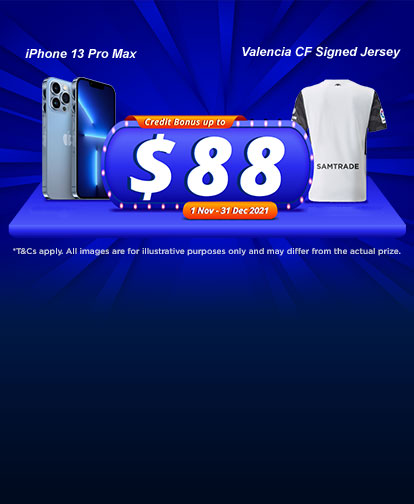 iPhone 13 Pro Max
Valencia CF Signed Jersey
Credit Bonus up to
$88
SAMTRADE
1 Nov - 31 Dec 2021
*T&Cs apply. All images are for illustrative purposes only and may differ from the actual prize.